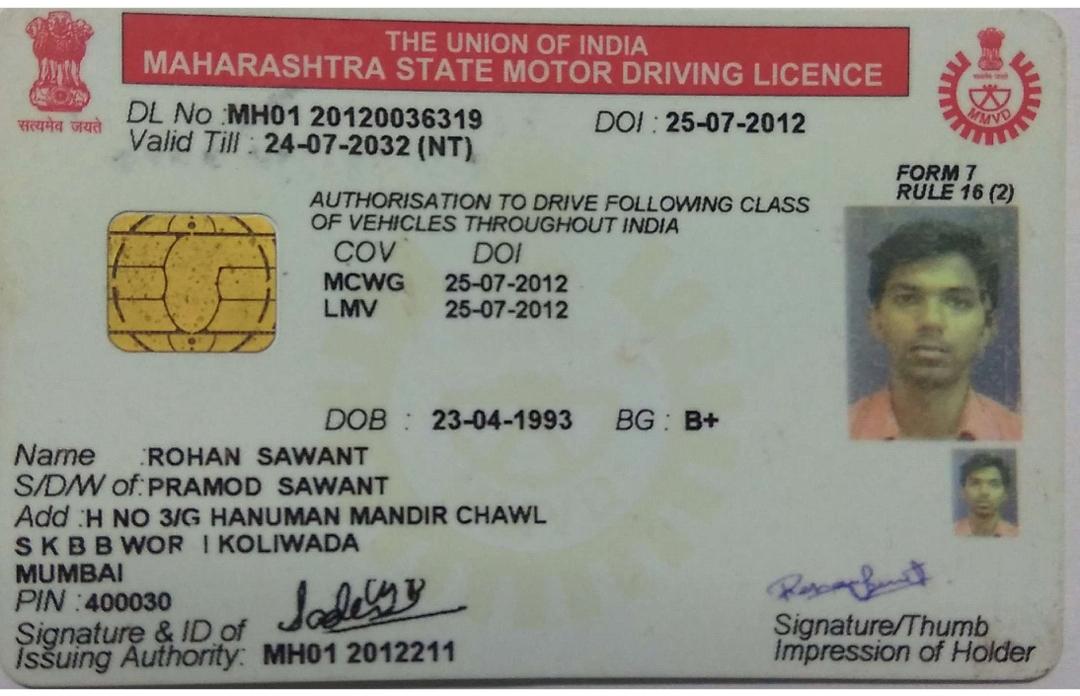 THE UNION OF INDIA
MAHARASHTRA STATE MOTOR DRIVING LICENCE
सत्यमेव जयते
MMVD
DL No : MH01 20120036319 DOI : 25-07-2012
Valid Till : 24-07-2032 (NT)
FORM 7
RULE 16 (2)
AUTHORISATION TO DRIVE FOLLOWING CLASS
OF VEHICLES THROUGHOUT INDIA
COV DOI
MCWG 25-07-2012
LMV 25-07-2012
DOB : 23-04-1993 BG : B+
Name : ROHAN SAWANT
S/D/W of: PRAMOD SAWANT
Add : H NO 3/G HANUMAN MANDIR CHAWL
S K B B WOR I KOLIWADA
MUMBAI
PIN : 400030
Signature & ID of
Issuing Authority: MH01 2012211
Signature/Thumb
Impression of Holder